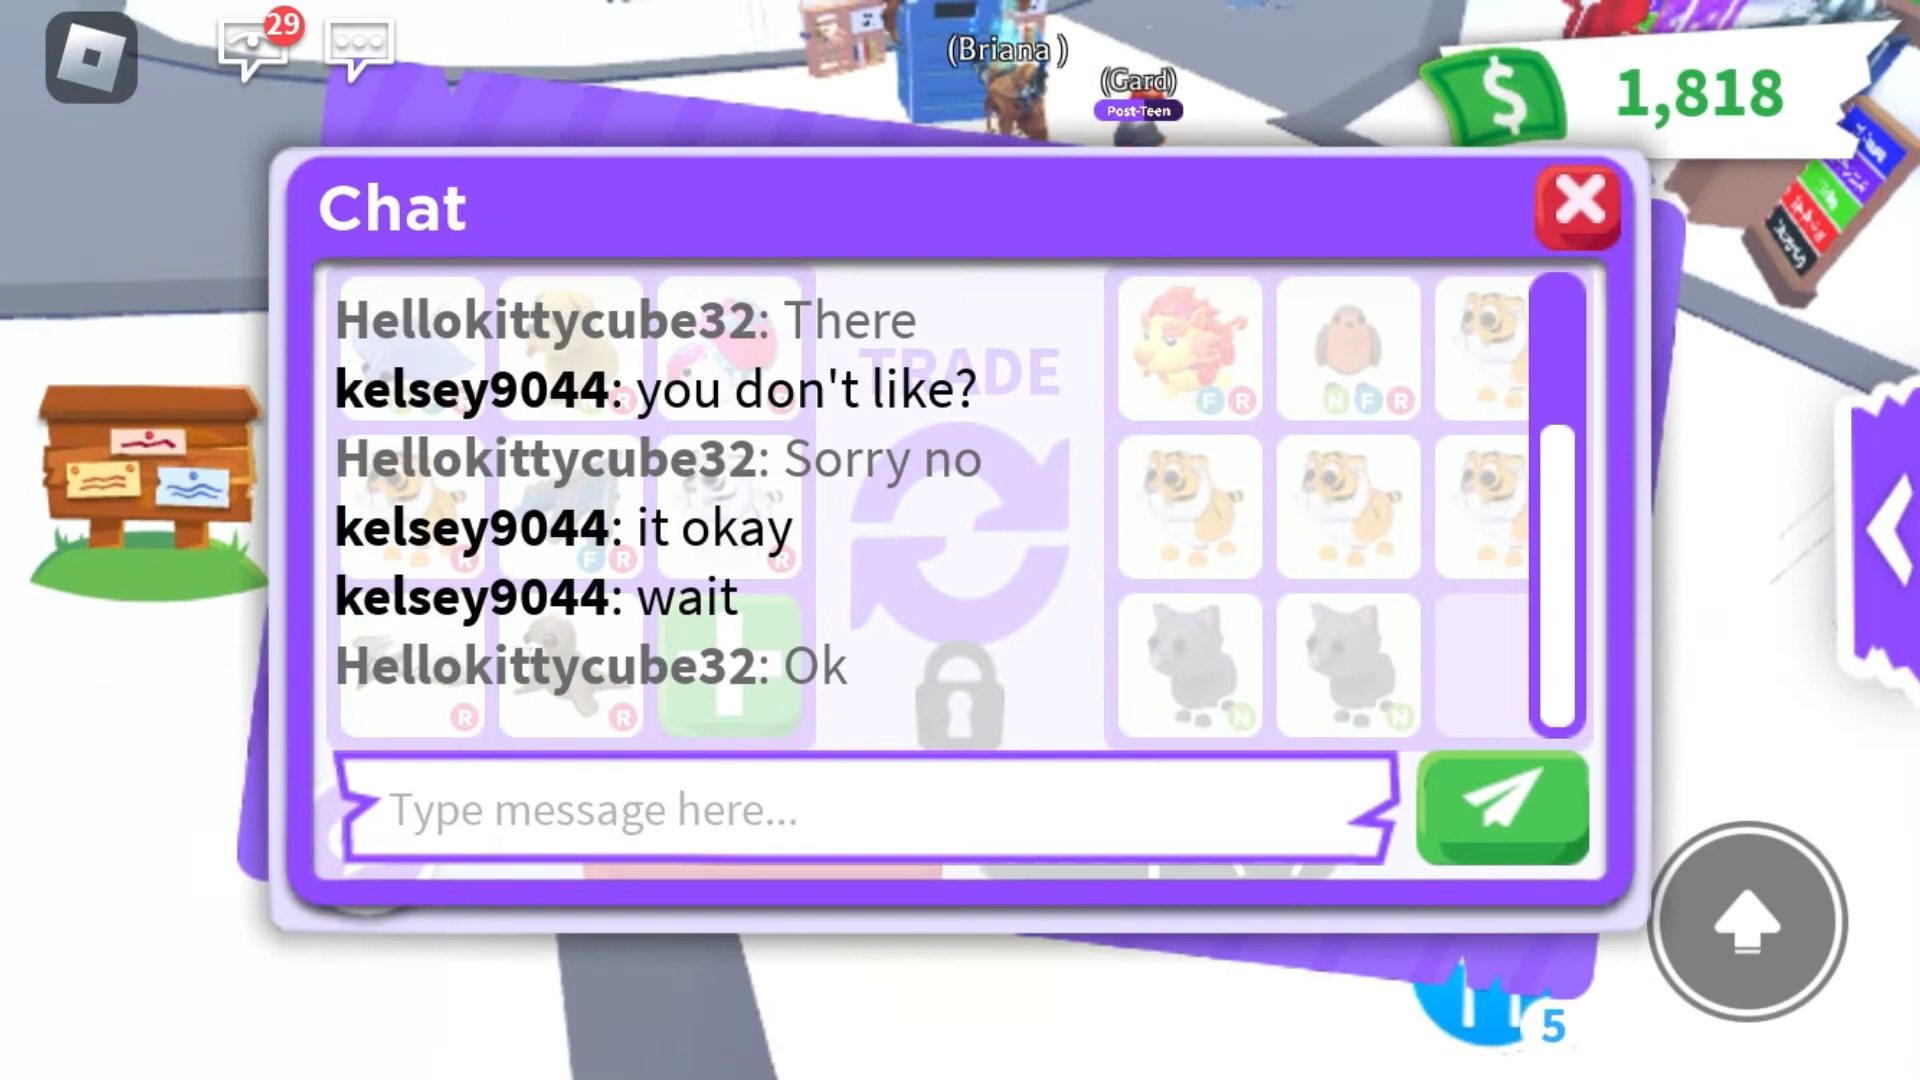 29
(Briana )
(Gard)
Post-Teen
1,818
Chat
Hellokittycube32: There
kelsey9044: you don't like?
Hellokittycube32: Sorry no
kelsey9044: it okay
kelsey9044: wait
Hellokittycube32: Ok
TRADE
F R
N F R
R
R
F R
R
R
R
N
N
Type message here...
5